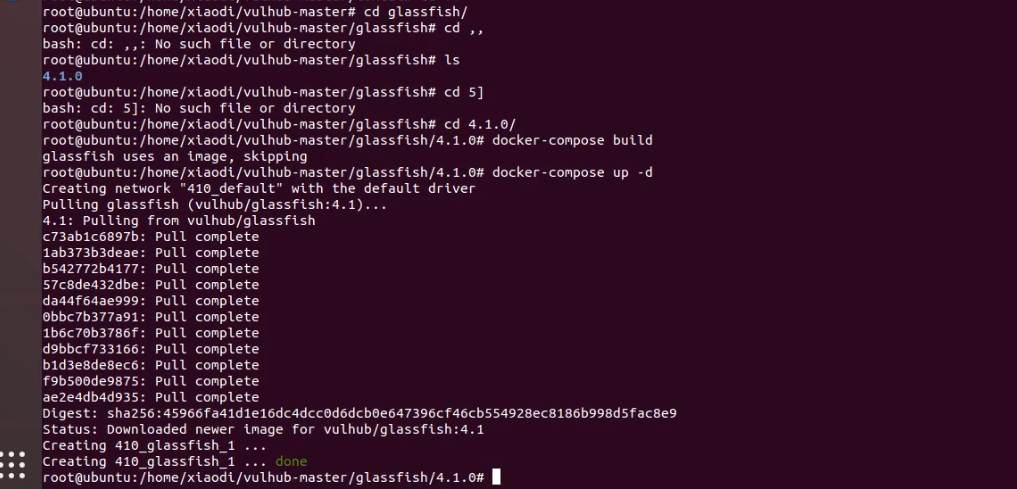 root@ubuntu:/home/xiaodi/vulhub-master# cd glassfish/
root@ubuntu:/home/xiaodi/vulhub-master/glassfish# cd ,,
bash: cd: ,,: No such file or directory
root@ubuntu:/home/xiaodi/vulhub-master/glassfish# ls
4.1.0
root@ubuntu:/home/xiaodi/vulhub-master/glassfish# cd 5]
bash: cd: 5]: No such file or directory
root@ubuntu:/home/xiaodi/vulhub-master/glassfish# cd 4.1.0/
root@ubuntu:/home/xiaodi/vulhub-master/glassfish/4.1.0# docker-compose build
glassfish uses an image, skipping
root@ubuntu:/home/xiaodi/vulhub-master/glassfish/4.1.0# docker-compose up -d
Creating network "410_default" with the default driver
Pulling glassfish (vulhub/glassfish:4.1)...
4.1: Pulling from vulhub/glassfish
c73ab1c6897b: Pull complete
1ab373b3deae: Pull complete
b542772b4177: Pull complete
57c8de432dbe: Pull complete
da44f64ae999: Pull complete
0bbc7b377a91: Pull complete
1b6c70b3786f: Pull complete
d9bbcf733166: Pull complete
b1d3e8de8ec6: Pull complete
f9b500de9875: Pull complete
ae2e4db4d935: Pull complete
Digest: sha256:45966fa41d1e16dc4dcc0d6dcb0e647396cf46cb554928ec8186b998d5fac8e9
Status: Downloaded newer image for vulhub/glassfish:4.1
Creating 410_glassfish_1 ...
Creating 410_glassfish_1 ... done
root@ubuntu:/home/xiaodi/vulhub-master/glassfish/4.1.0#